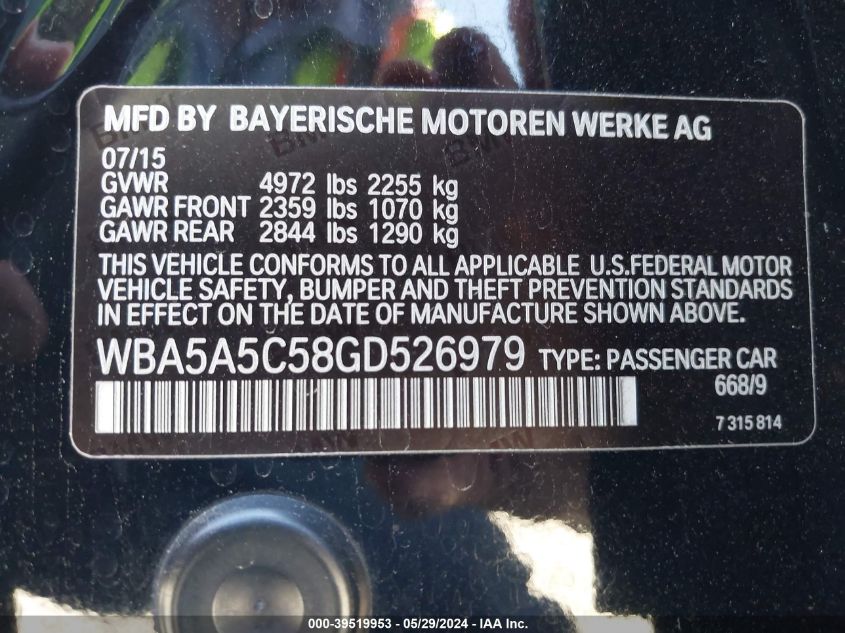 MFD BY BAYERISCHE MOTOREN WERKE AG
07/15
GVWR 4972 lbs 2255 kg
GAWR FRONT 2359 lbs 1070 kg
GAWR REAR 2844 lbs 1290 kg
THIS VEHICLE CONFORMS TO ALL APPLICABLE U.S.FEDERAL MOTOR
VEHICLE SAFETY, BUMPER AND THEFT PREVENTION STANDARDS
IN EFFECT ON THE DATE OF MANUFACTURE SHOWN ABOVE.
WBA5A5C58GD526979 TYPE: PASSENGER CAR
668/9
7 315 814
000-39519953 - 05/29/2024 - IAA Inc.